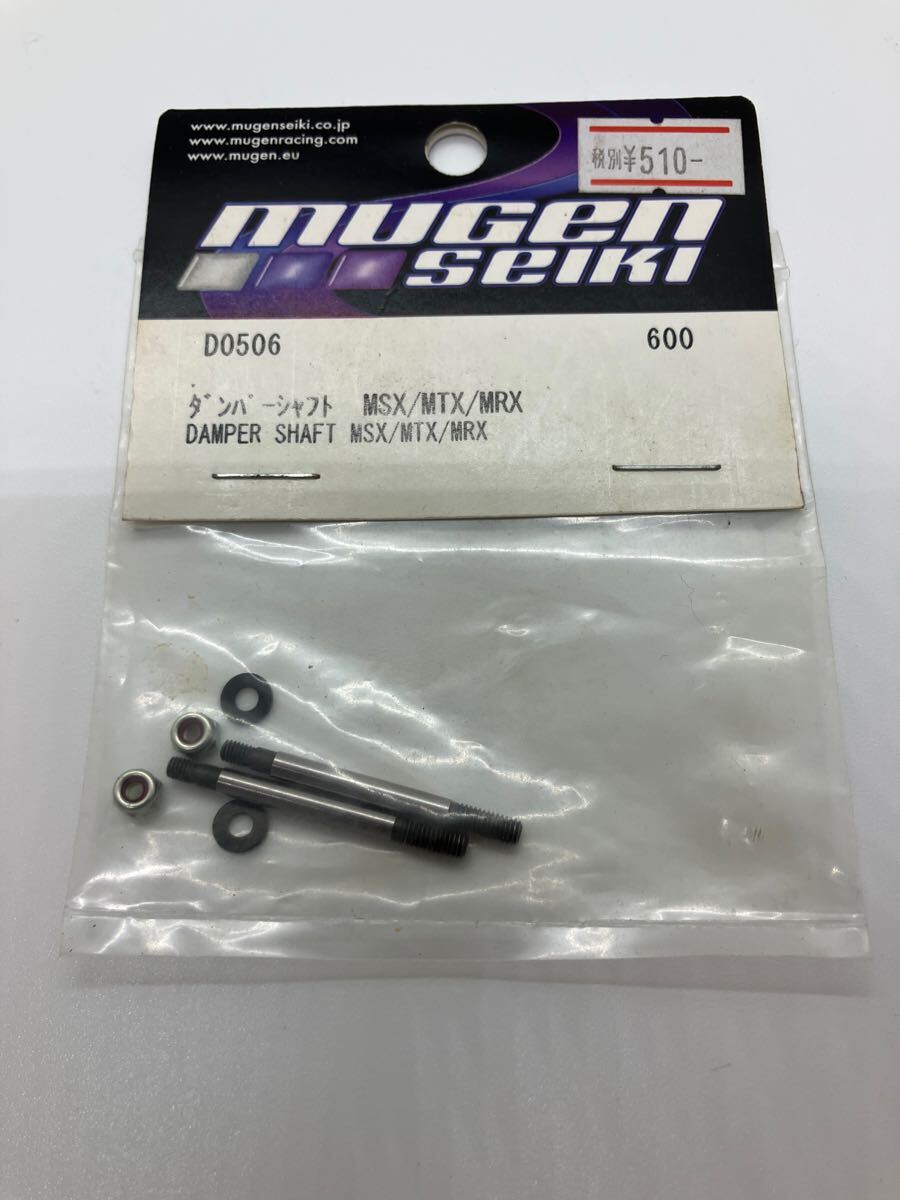 www.mugenseiki.co.jp
www.mugenracing.com
www.mugen.eu
税別¥510-
mugen
seiki
D0506 600
ダンパーシャフト MSX/MTX/MRX
DAMPER SHAFT MSX/MTX/MRX